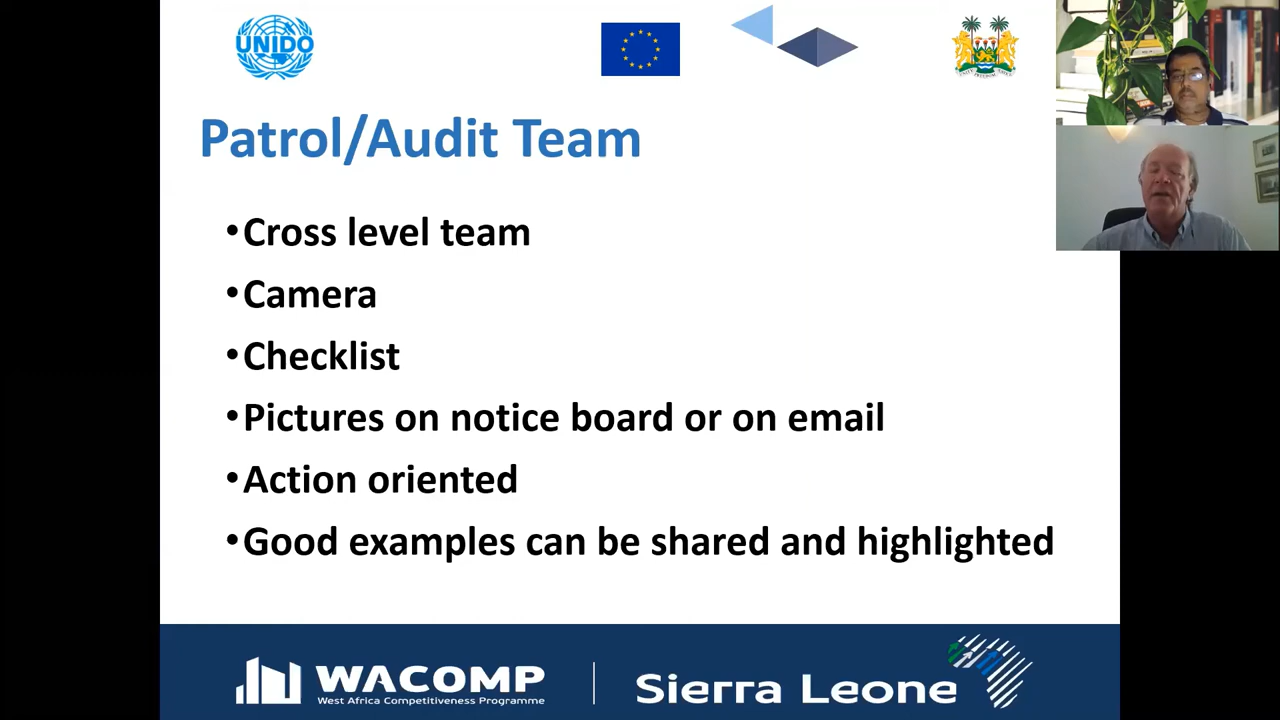 UNIDO
Patrol/Audit Team
•Cross level team
•Camera
•Checklist
•Pictures on notice board or on email
•Action oriented
•Good examples can be shared and highlighted
WACOMP
West Africa Competitiveness Programme
Sierra Leone